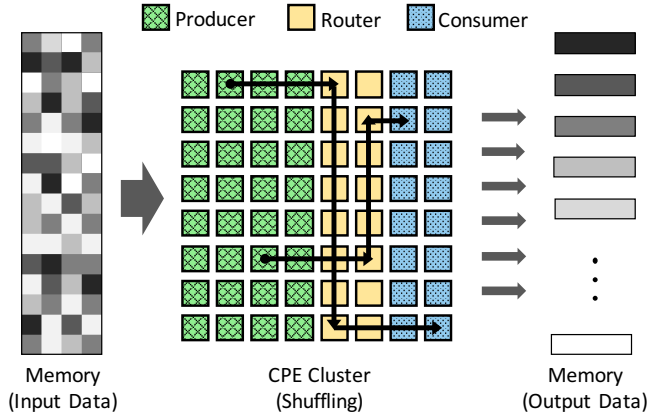 Producer
Router
Consumer
Memory
(Input Data)
CPE Cluster
(Shuffling)
Memory
(Output Data)